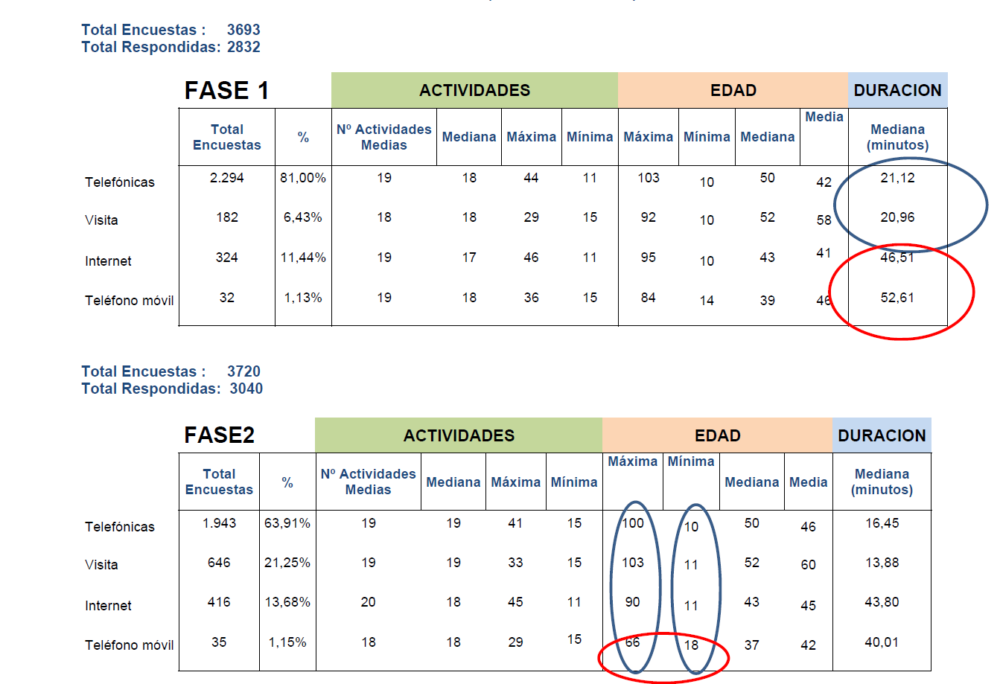 Total Encuestas : 3693
Total Respondidas: 2832
FASE 1 ACTIVIDADES EDAD DURACION
Total Encuestas % Nº Actividades Medias Mediana Máxima Mínima Máxima Mínima Mediana Media Mediana (minutos)
Telefónicas 2.294 81,00% 19 18 44 11 103 10 50 42 21,12
Visita 182 6,43% 18 18 29 15 92 10 52 58 20,96
Internet 324 11,44% 19 17 46 11 95 10 43 41 46,51
Teléfono móvil 32 1,13% 19 18 36 15 84 14 39 46 52,61
Total Encuestas : 3720
Total Respondidas: 3040
FASE2 ACTIVIDADES EDAD DURACION
Total Encuestas % Nº Actividades Medias Mediana Máxima Mínima Máxima Mínima Mediana Media Mediana (minutos)
Telefónicas 1.943 63,91% 19 19 41 15 100 10 50 46 16,45
Visita 646 21,25% 19 19 33 15 103 11 52 60 13,88
Internet 416 13,68% 20 18 45 11 90 11 43 45 43,80
Teléfono móvil 35 1,15% 18 18 29 15 66 18 37 42 40,01